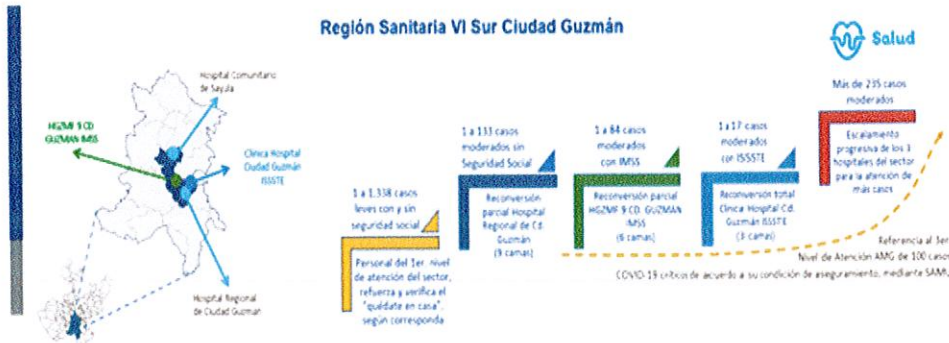 Región Sanitaria VI Sur Ciudad Guzmán
Salud
Hospital Comunitario
de Sayula
HGZMF 9 CD.
GUZMAN IMSS
Clínica Hospital
Ciudad Guzmán
ISSSTE
Hospital Regional
de Ciudad Guzmán
1 a 1,338 casos
leves con y sin
seguridad social
Personal del 1er. nivel
de atención del sector,
refuerza y verifica el
"quédate en casa",
según corresponda
1 a 133 casos
moderados sin
Seguridad Social
Reconversión
parcial Hospital
Regional de Cd.
Guzmán
(9 camas)
1 a 84 casos
moderados
con IMSS
Reconversión parcial
HGZMF 9 CD. GUZMAN
IMSS
(6 camas)
1 a 17 casos
moderados
con ISSSTE
Reconversión total
Clínica Hospital Cd.
Guzmán ISSSTE
(3 camas)
Más de 235 casos
moderados
Escalamiento
progresiva de los 3
hospitales del sector
para la atención de
más casos
Referencia al 3er
Nivel de Atención AMG de 100 casos
COVID-19 críticos de acuerdo a su condición de aseguramiento, mediante SAMU